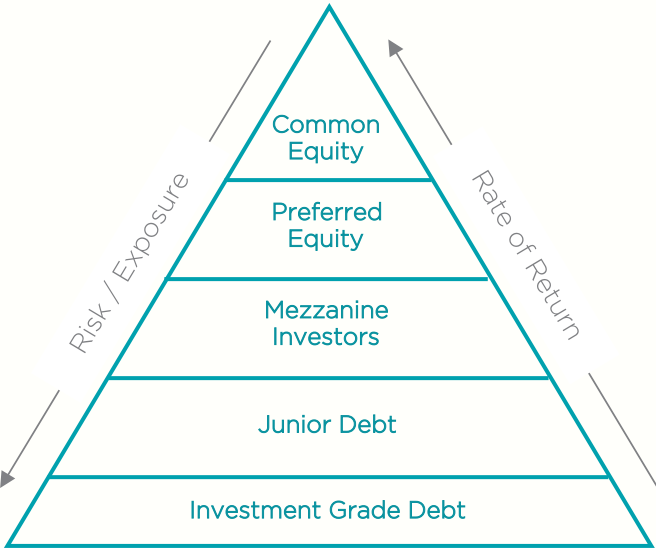 Common
Equity
Preferred
Equity
Risk / Exposure
Rate of Return
Mezzanine
Investors
Junior Debt
Investment Grade Debt